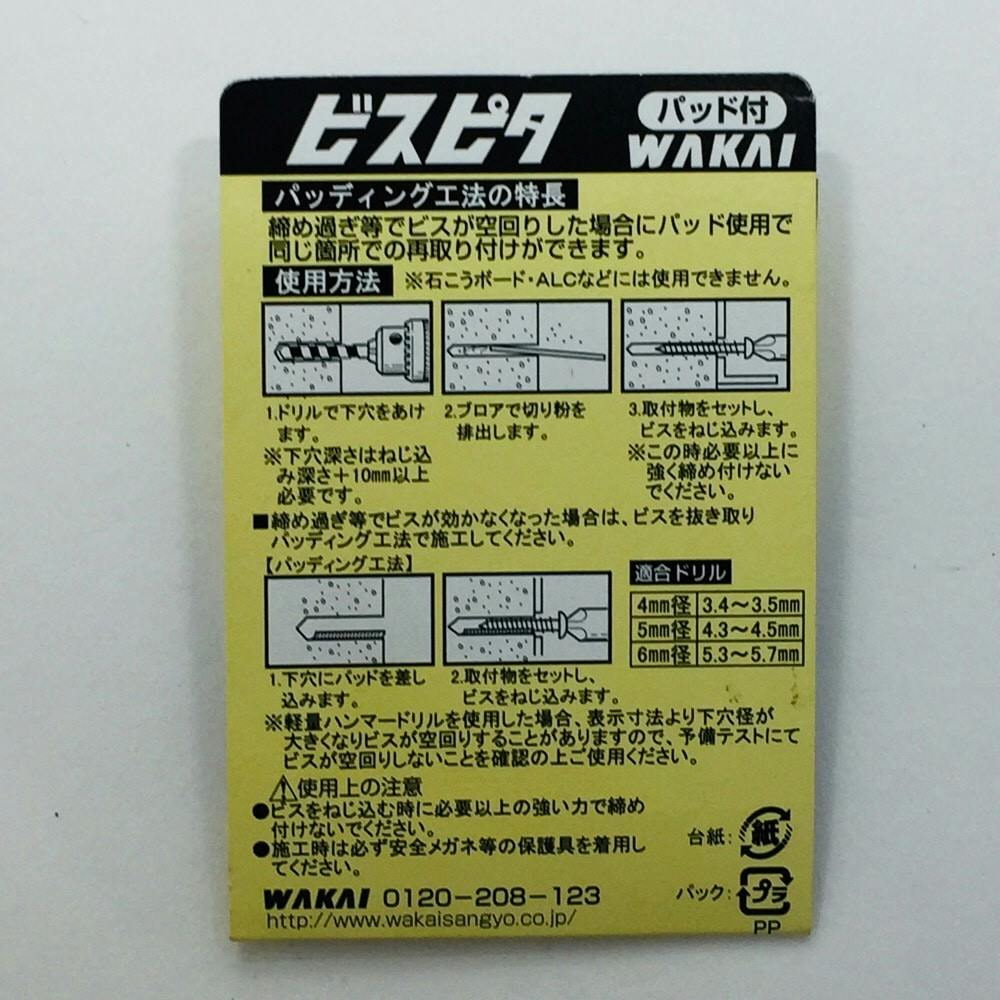 ビスピタ
パッド付
WAKAI
パッディング工法の特長
締め過ぎ等でビスが空回りした場合にパッド使用で
同じ箇所での再取り付けができます。
使用方法 ※石こうボード・ALCなどには使用できません。
1.ドリルで下穴をあけ
ます。
※下穴深さはねじ込
み深さ＋10mm以上
必要です。
2.ブロアで切り粉を
排出します。
3.取付物をセットし、
ビスをねじ込みます。
※この時必要以上に
強く締め付けない
でください。
■締め過ぎ等でビスが効かなくなった場合は、ビスを抜き取り
パッディング工法で施工してください。
【パッディング工法】
1.下穴にパッドを差し
込みます。
2.取付物をセットし、
ビスをねじ込みます。
適合ドリル
4mm径 3.4～3.5mm
5mm径 4.3～4.5mm
6mm径 5.3～5.7mm
※軽量ハンマードリルを使用した場合、表示寸法より下穴径が
大きくなりビスが空回りすることがありますので、予備テストにて
ビスが空回りしないことを確認の上ご使用ください。
⚠使用上の注意
●ビスをねじ込む時に必要以上の強い力で締め
付けないでください。
●施工時は必ず安全メガネ等の保護具を着用し
てください。
WAKAI 0120-208-123
http://www.wakaisangyo.co.jp/
台紙: 紙
パック: プラ
PP